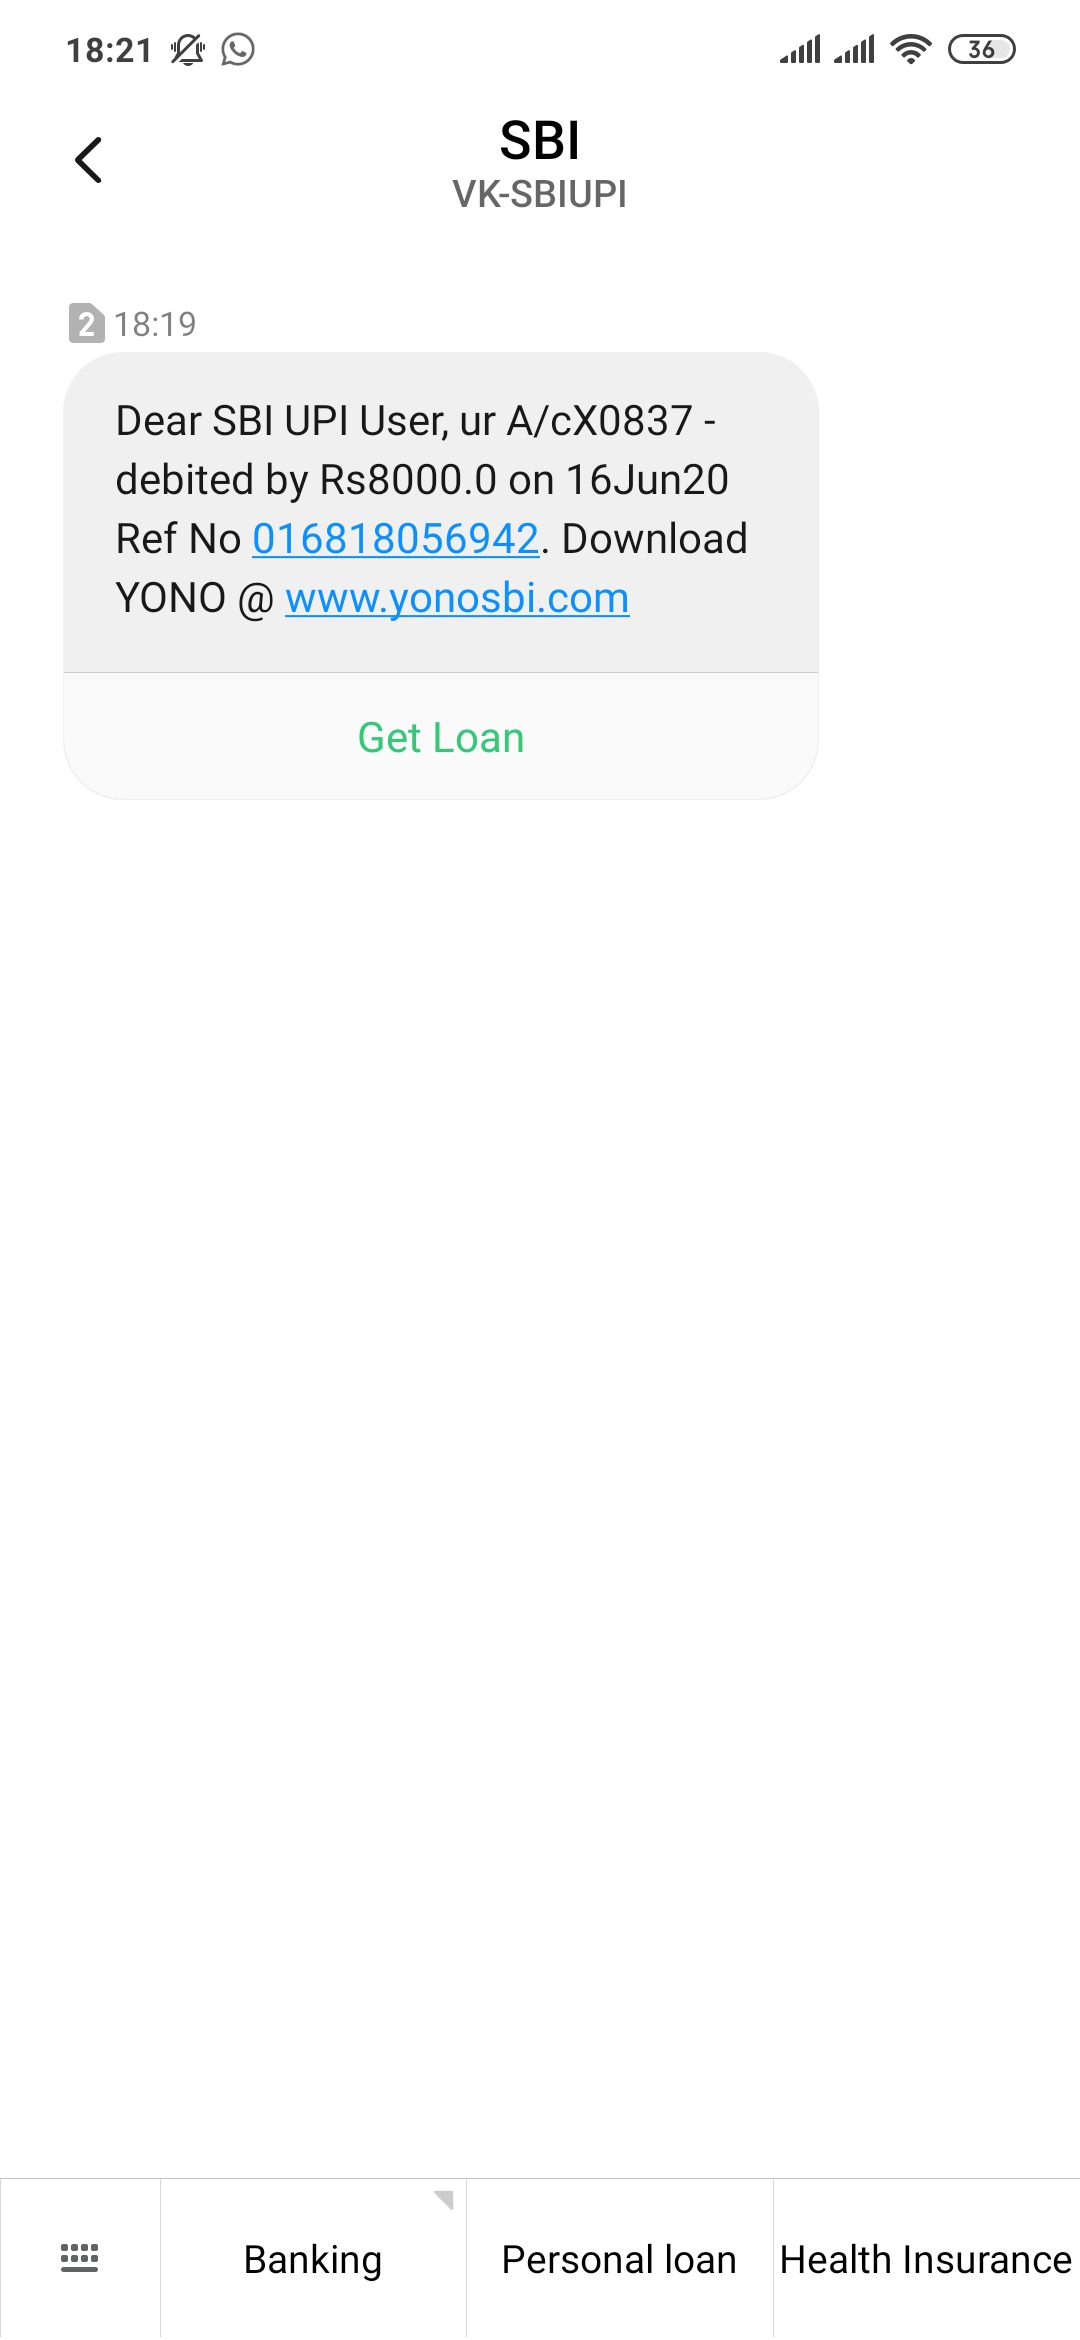 18:21
36
SBI
VK-SBIUPI
2 18:19
Dear SBI UPI User, ur A/cX0837 -
debited by Rs8000.0 on 16Jun20
Ref No 016818056942. Download
YONO @ www.yonosbi.com
Get Loan
Banking
Personal loan
Health Insurance